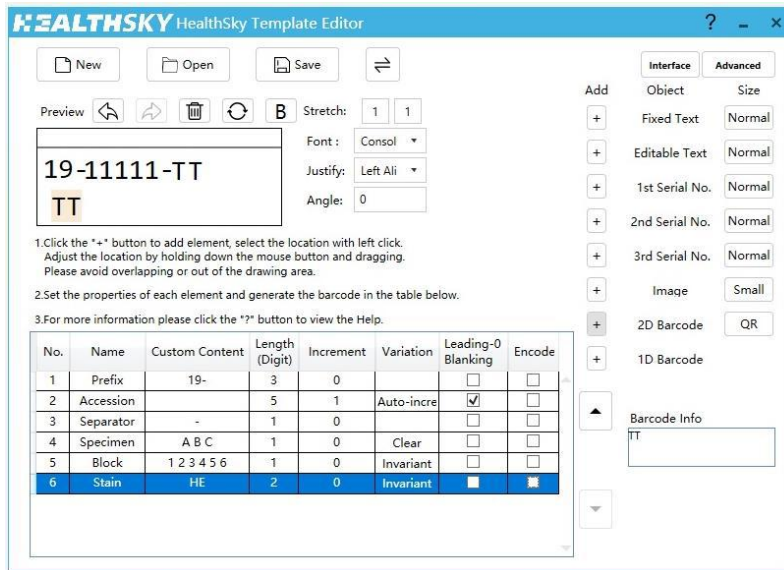 HEALTHSKY HealthSky Template Editor ? – ×
New Open Save
Interface Advanced
Add Object Size
Preview B Stretch: 1 1
Font : Consol
Justify: Left Ali
Angle: 0
19-11111-TT
TT
+ Fixed Text Normal
+ Editable Text Normal
+ 1st Serial No. Normal
+ 2nd Serial No. Normal
+ 3rd Serial No. Normal
+ Image Small
+ 2D Barcode QR
+ 1D Barcode
1.Click the "+" button to add element, select the location with left click.
Adjust the location by holding down the mouse button and dragging.
Please avoid overlapping or out of the drawing area.
2.Set the properties of each element and generate the barcode in the table below.
3.For more information please click the "?" button to view the Help.
No. Name Custom Content Length (Digit) Increment Variation Leading-0 Blanking Encode
1 Prefix 19- 3 0
2 Accession 5 1 Auto-incre
3 Separator - 1 0
4 Specimen A B C 1 0 Clear
5 Block 1 2 3 4 5 6 1 0 Invariant
6 Stain HE 2 0 Invariant
Barcode Info
TT